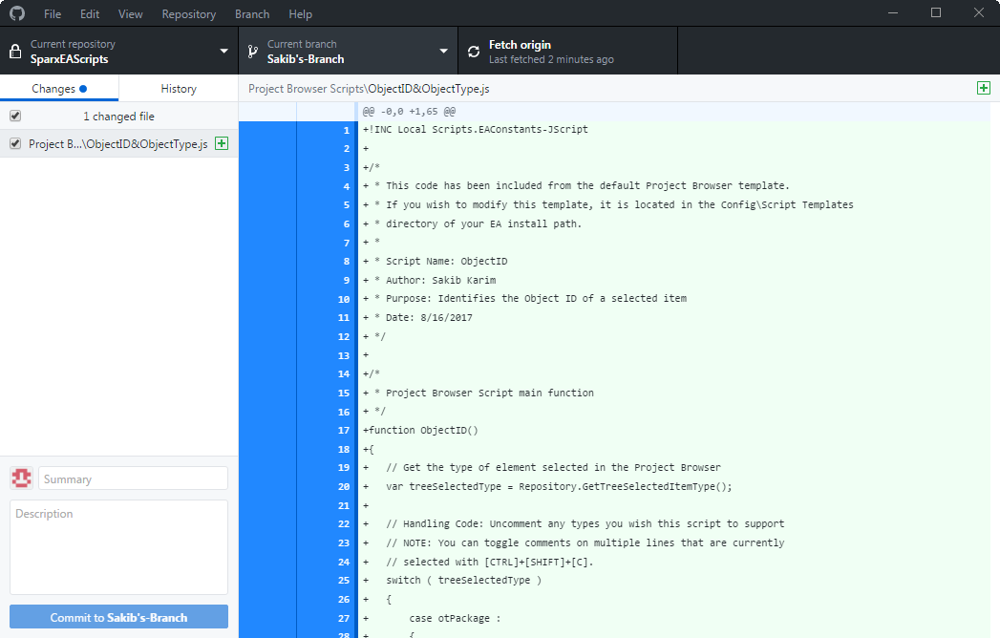 File Edit View Repository Branch Help
Current repository
SparxEAScripts
Current branch
Sakib's-Branch
Fetch origin
Last fetched 2 minutes ago
Changes
History
Project Browser Scripts\ObjectID&ObjectType.js
1 changed file
Project B...\ObjectID&ObjectType.js
@@ -0,0 +1,65 @@
1 +!INC Local Scripts.EAConstants-JScript
2 +
3 +/*
4 + * This code has been included from the default Project Browser template.
5 + * If you wish to modify this template, it is located in the Config\Script Templates
6 + * directory of your EA install path.
7 + *
8 + * Script Name: ObjectID
9 + * Author: Sakib Karim
10 + * Purpose: Identifies the Object ID of a selected item
11 + * Date: 8/16/2017
12 + */
13 +
14 +/*
15 + * Project Browser Script main function
16 + */
17 +function ObjectID()
18 +{
19 + // Get the type of element selected in the Project Browser
20 + var treeSelectedType = Repository.GetTreeSelectedItemType();
21 +
22 + // Handling Code: Uncomment any types you wish this script to support
23 + // NOTE: You can toggle comments on multiple lines that are currently
24 + // selected with [CTRL]+[SHIFT]+[C].
25 + switch ( treeSelectedType )
26 + {
27 + case otPackage :
28 + {
Summary
Description
Commit to Sakib's-Branch